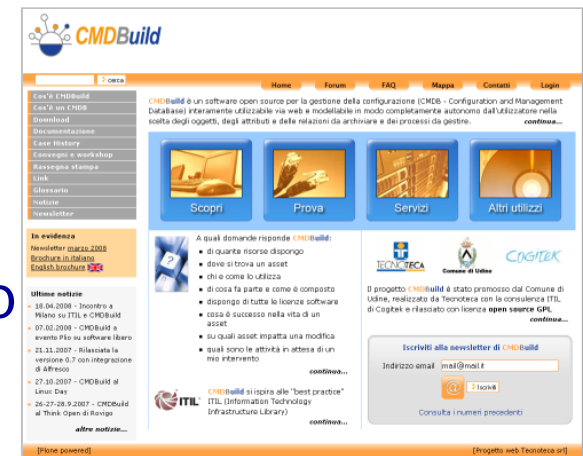 CMDBuild
cerca
Home Forum FAQ Mappa Contatti Login
Cos'è CMDBuild
Cos'è un CMDB
Download
Documentazione
Case History
Convegni e workshop
Rassegna stampa
Link
Glossario
Notizie
Newsletter
CMDBuild è un software open source per la gestione della configurazione (CMDB - Configuration and Management
Database) interamente utilizzabile via web e modellabile in modo completamente autonomo dall'utilizzatore nella
scelta degli oggetti, degli attributi e delle relazioni da archiviare e dei processi da gestire. continua...
Scopri
Prova
Servizi
Altri utilizzi
In evidenza
Newsletter marzo 2008
Brochure in italiano
English brochure
Ultime notizie
18.04.2008 - Incontro a
Milano su ITIL e CMDBuild
07.02.2008 - CMDBuild a
evento Plio su software libero
21.11.2007 - Rilasciata la
versione 0.7 con integrazione
di Alfresco
27.10.2007 - CMDBuild al
Linux Day
26-27-28.9.2007 - CMDBuild
al Think Open di Rovigo
altre notizie...
A quali domande risponde CMDBuild:
di quante risorse dispongo
dove si trova un asset
chi e come lo utilizza
di cosa fa parte e come è composto
dispongo di tutte le licenze software
cosa è successo nella vita di un
asset
su quali asset impatta una modifica
quali sono le attività in attesa di un
mio intervento
continua...
ITIL
CMDBuild si ispira alle "best practice"
ITIL (Information Technology
Infrastructure Library)
continua...
TECNOTECA
Comune di Udine
COGITEK
Il progetto CMDBuild è stato promosso dal Comune di
Udine, realizzato da Tecnoteca con la consulenza ITIL
di Cogitek e rilasciato con licenza open source GPL.
continua...
Iscriviti alla newsletter di CMDBuild
Indirizzo email mail@mail.it
@ Iscriviti
Consulta i numeri precedenti
[Plone powered] [Progetto web Tecnoteca srl]
o